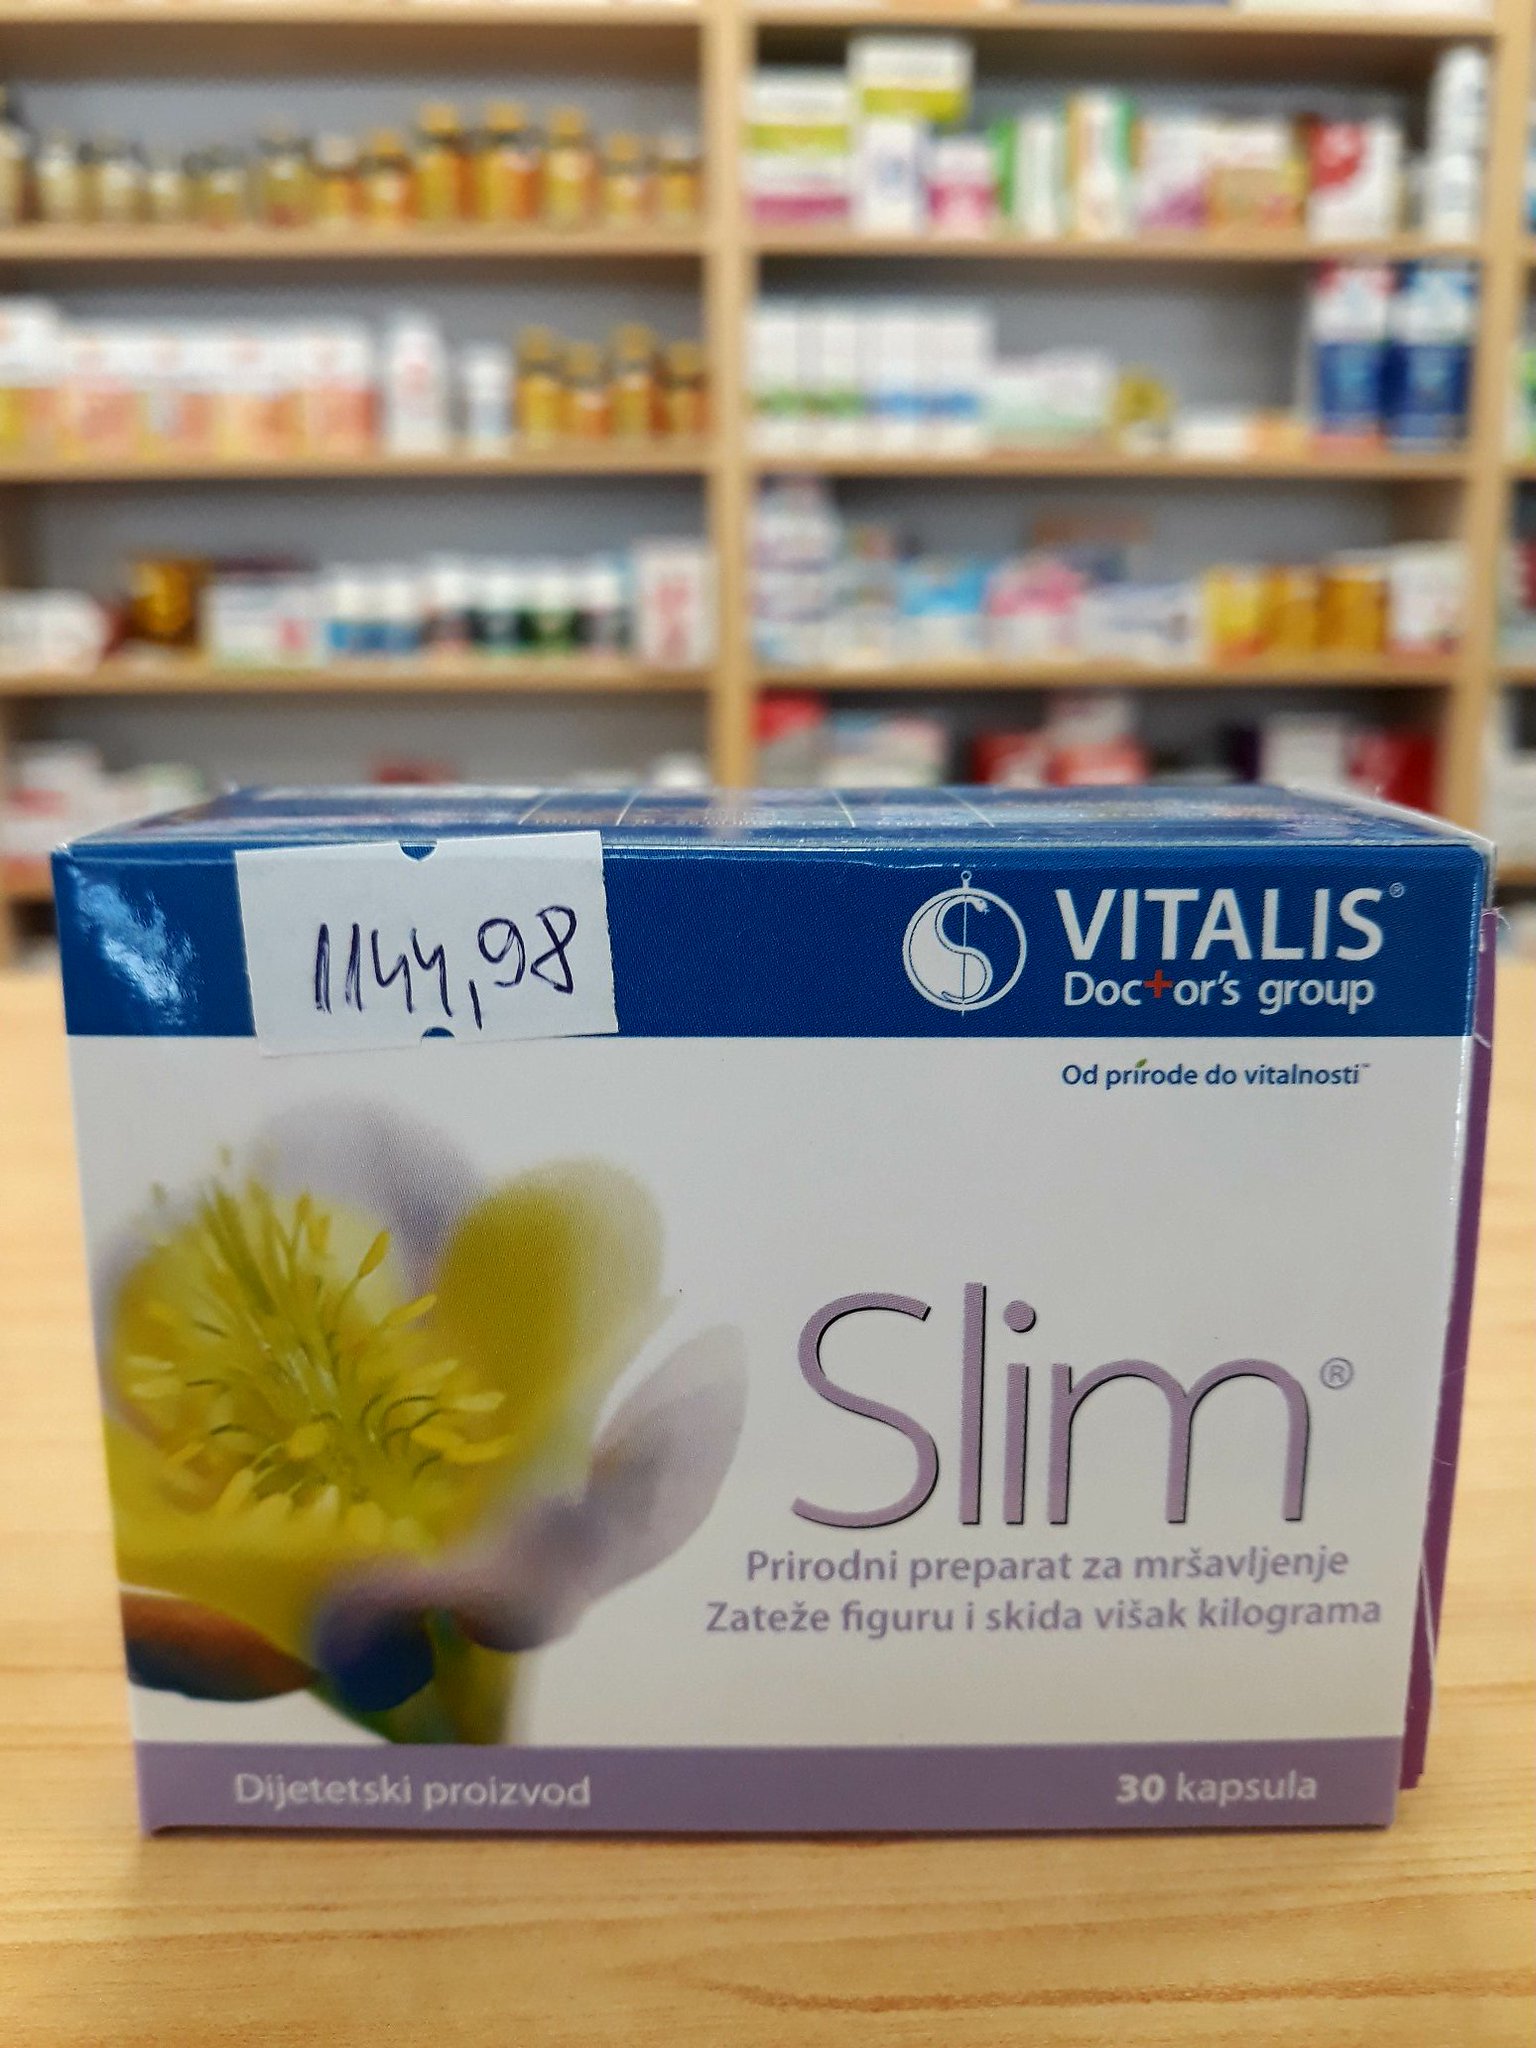 1144,98
VITALIS®
Doctor's group
Od prirode do vitalnosti™
Slim®
Prirodni preparat za mršavljenje
Zateže figuru i skida višak kilograma
Dijetetski proizvod
30 kapsula